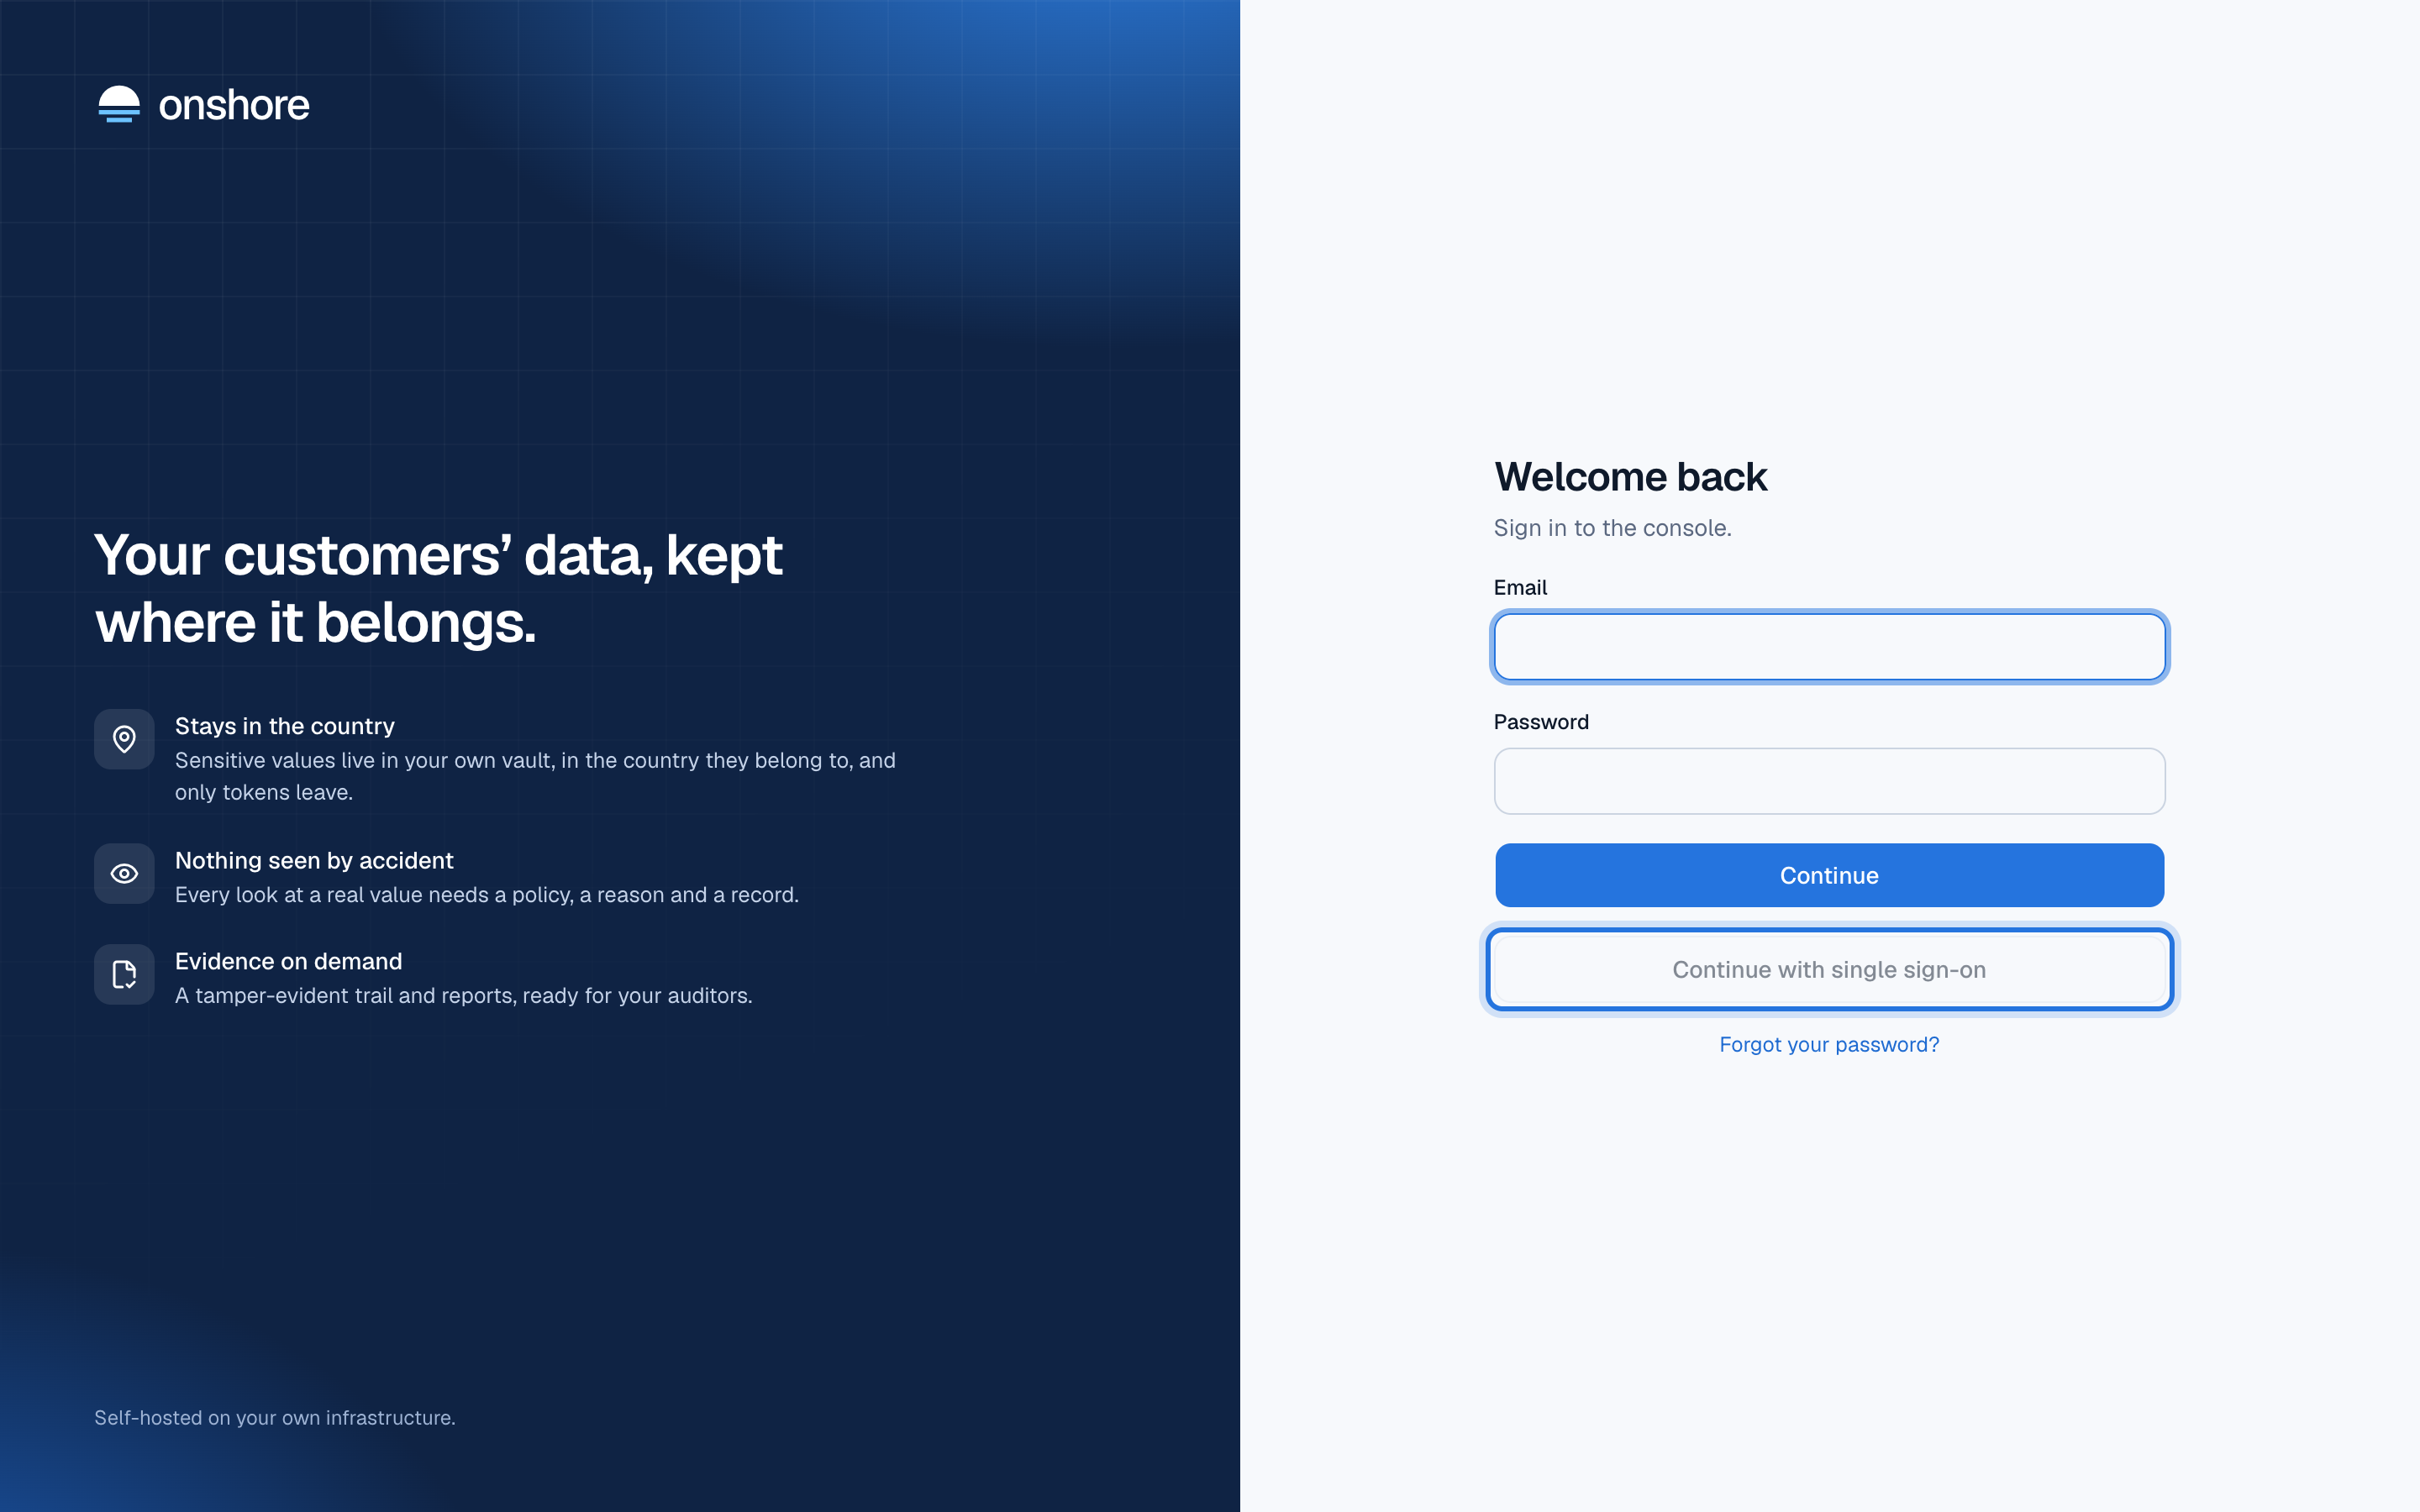 onshore
Your customers’ data, kept
where it belongs.
Stays in the country
Sensitive values live in your own vault, in the country they belong to, and
only tokens leave.
Nothing seen by accident
Every look at a real value needs a policy, a reason and a record.
Evidence on demand
A tamper-evident trail and reports, ready for your auditors.
Self-hosted on your own infrastructure.
Welcome back
Sign in to the console.
Email
Password
Continue
Continue with single sign-on
Forgot your password?